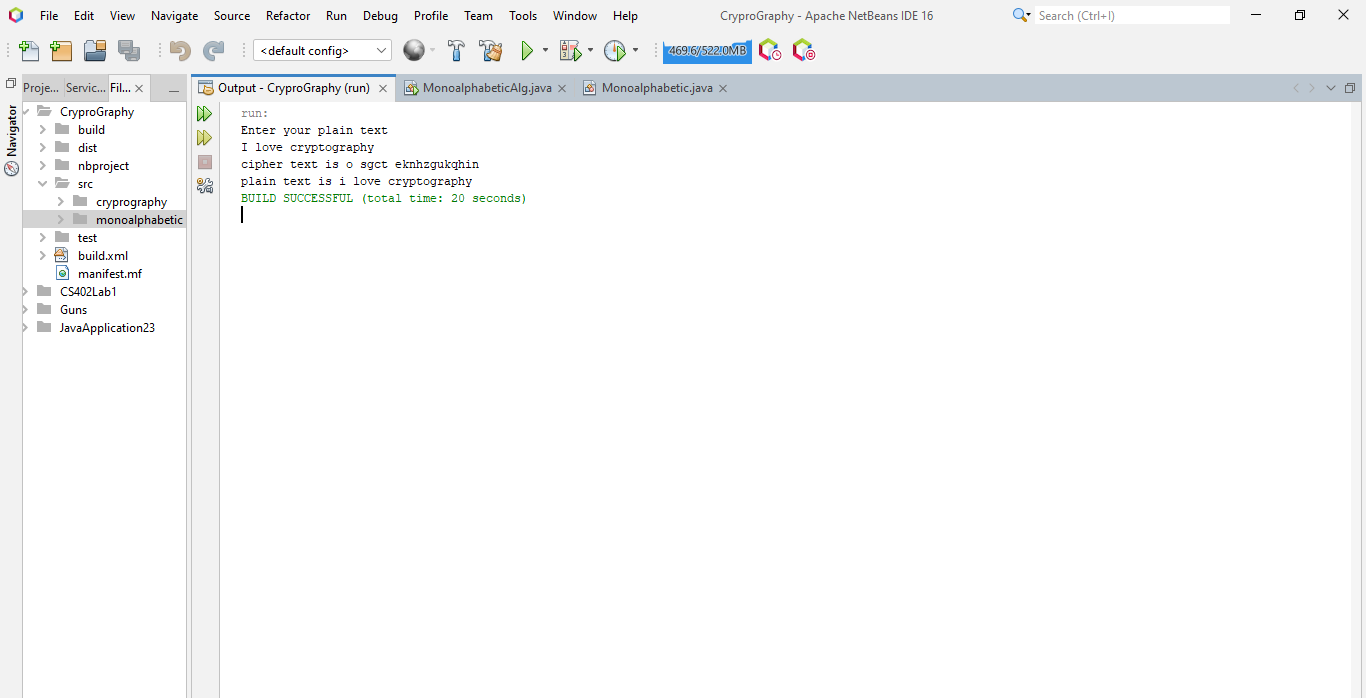 File Edit View Navigate Source Refactor Run Debug Profile Team Tools Window Help CryproGraphy - Apache NetBeans IDE 16 Search (Ctrl+I)
<default config> 469.6/522.0MB
Proje... Servic... Fil... Output - CryproGraphy (run) MonoalphabeticAlg.java Monoalphabetic.java
Navigator
CryproGraphy
build
dist
nbproject
src
cryprography
monoalphabetic
test
build.xml
manifest.mf
CS402Lab1
Guns
JavaApplication23
run:
Enter your plain text
I love cryptography
cipher text is o sgct eknhzgukqhin
plain text is i love cryptography
BUILD SUCCESSFUL (total time: 20 seconds)